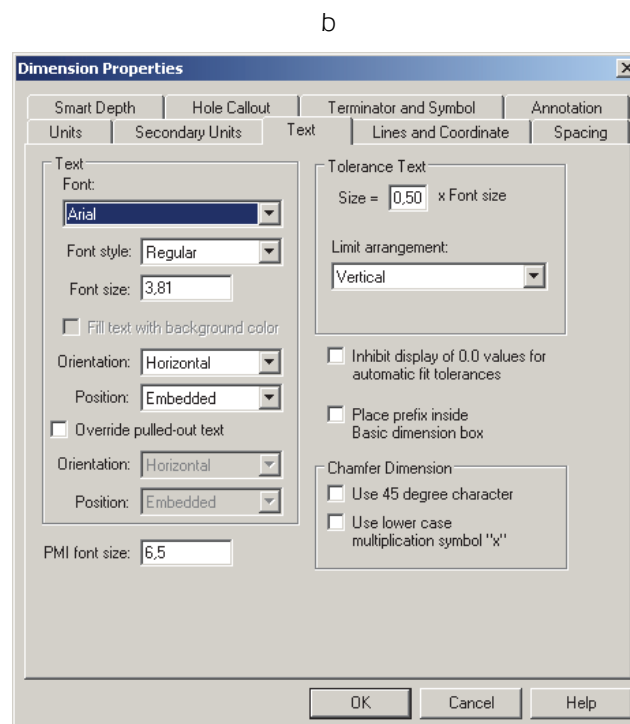 b
Dimension Properties
Smart Depth Hole Callout Terminator and Symbol Annotation
Units Secondary Units Text Lines and Coordinate Spacing
Text
Font:
Arial
Font style: Regular
Font size: 3,81
Fill text with background color
Orientation: Horizontal
Position: Embedded
Override pulled-out text
Orientation: Horizontal
Position: Embedded
PMI font size: 6,5
Tolerance Text
Size = 0,50 x Font size
Limit arrangement:
Vertical
Inhibit display of 0.0 values for
automatic fit tolerances
Place prefix inside
Basic dimension box
Chamfer Dimension
Use 45 degree character
Use lower case
multiplication symbol "x"
OK Cancel Help